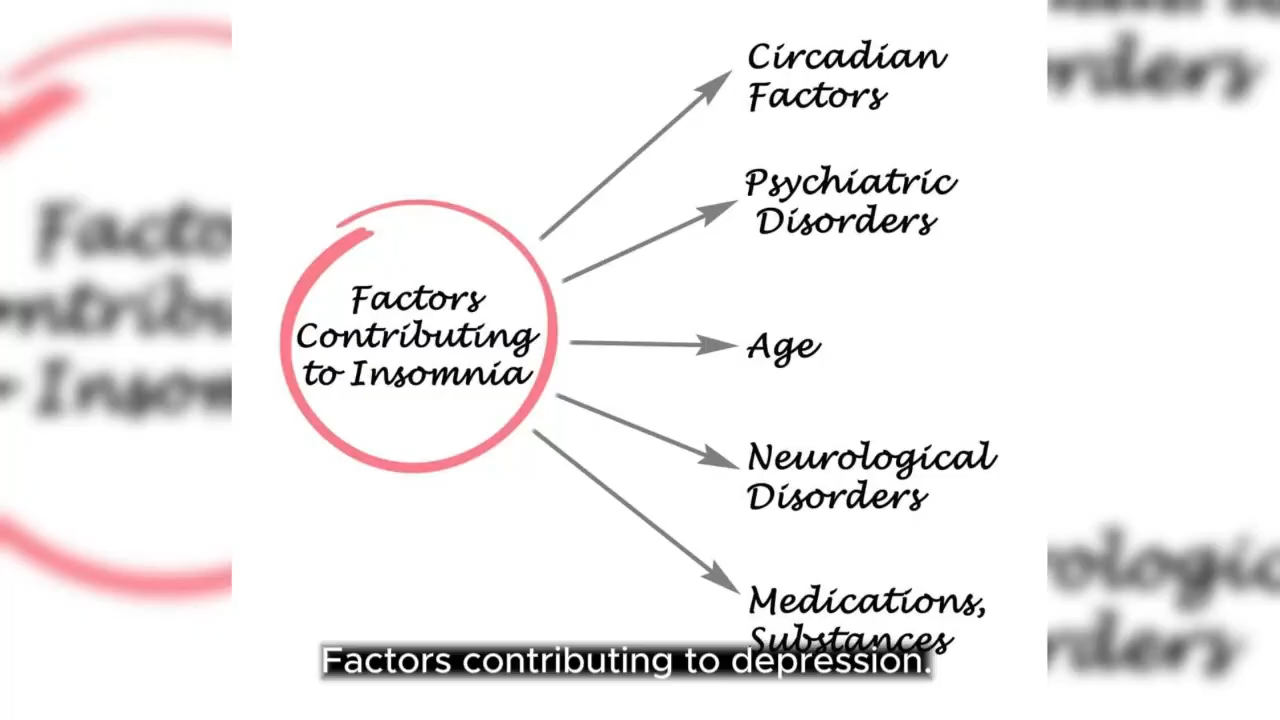 Circadian
Factors
Psychiatric
Disorders
Factors
Contributing
to Insomnia
Age
Neurological
Disorders
Medications,
Substances
Factors contributing to depression.